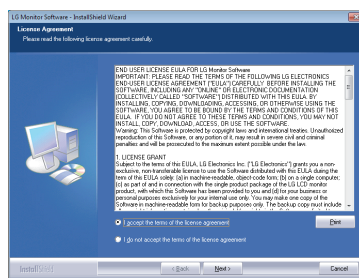 LG Monitor Software - InstallShield Wizard
License Agreement
Please read the following license agreement carefully.
END USER LICENSE EULA FOR LG Monitor Software
IMPORTANT: PLEASE READ THE TERMS OF THE FOLLOWING LG ELECTRONICS
END-USER LICENSE AGREEMENT ("EULA") CAREFULLY BEFORE INSTALLING THE
SOFTWARE, INCLUDING ANY "ONLINE" OR ELECTRONIC DOCUMENTATION
(COLLECTIVELY CALLED "SOFTWARE") DISTRIBUTED WITH THIS EULA. BY
INSTALLING, COPYING, DOWNLOADING, ACCESSING, OR OTHERWISE USING THE
SOFTWARE, YOU AGREE TO BE BOUND BY THE TERMS AND CONDITIONS OF THIS
EULA. IF YOU DO NOT AGREE TO THESE TERMS AND CONDITIONS, YOU MAY NOT
INSTALL, COPY, DOWNLOAD, ACCESS, OR USE THE SOFTWARE.
Warning: This Software is protected by copyright laws and international treaties. Unauthorized
reproduction of this Software, or any portion of it, may result in severe civil and criminal
penalties and will be prosecuted to the maximum extent possible under the law.
1. LICENSE GRANT
Subject to the terms of this EULA, LG Electronics Inc. ("LG Electronics") grants you a non-
exclusive, non-transferable license to use the Software distributed with this EULA during the
term of this EULA solely: (a) in machine-readable, object-code form; (b) on a single computer;
(c) as part of and in connection with the single product package of the LG LCD monitor
product, with which this Software has been provided to you and (d) for your business or
personal purposes exclusively for your internal use only. You may make one copy of the
Software in machine-readable form for backup purposes only. The backup copy must include
I accept the terms of the license agreement
Print
I do not accept the terms of the license agreement
InstallShield
< Back
Next >
Cancel